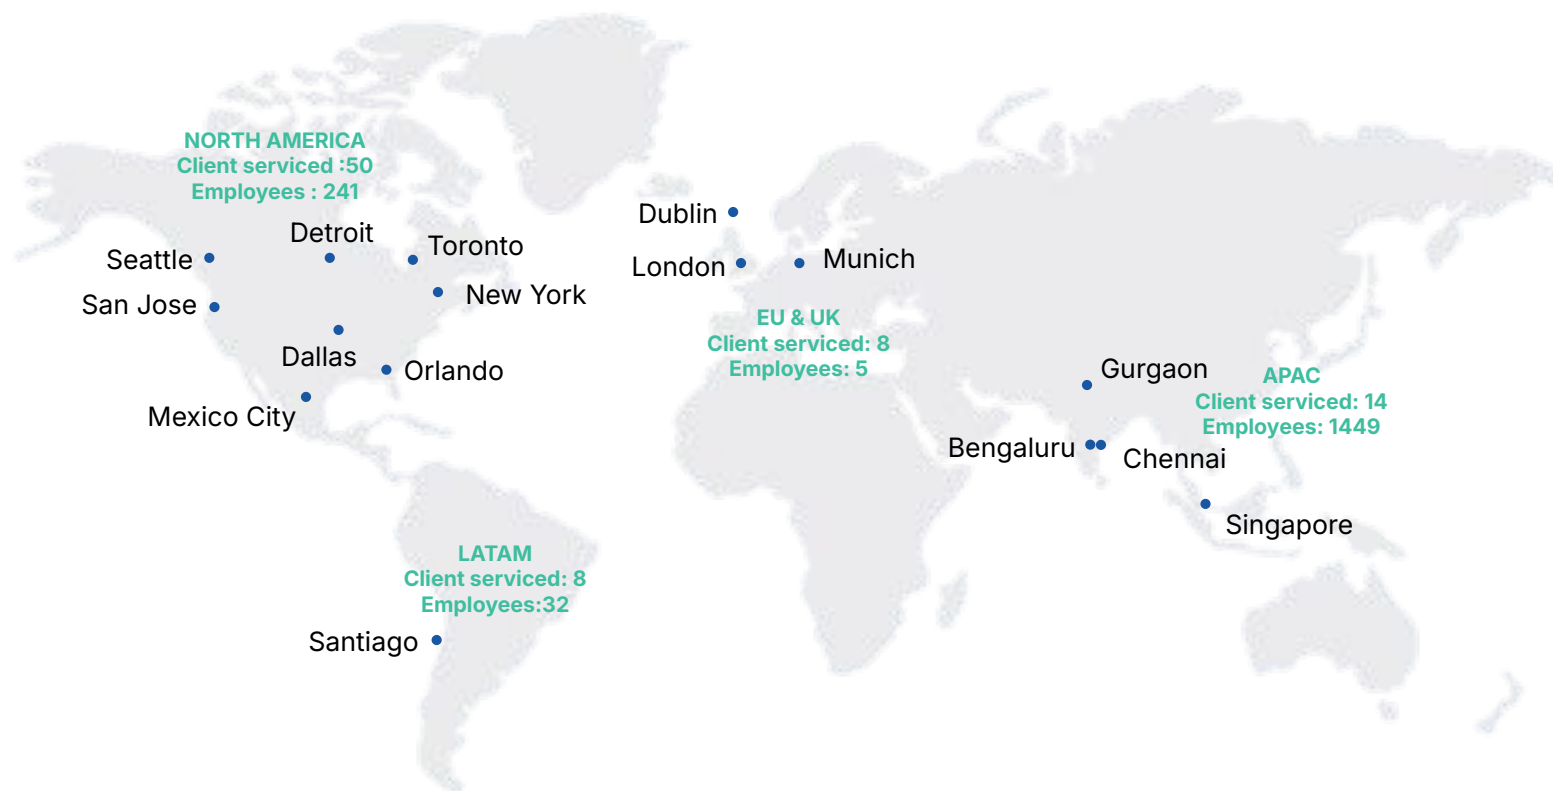 NORTH AMERICA
Client serviced :50
Employees : 241
Detroit
Toronto
Seattle
San Jose
New York
Dallas
Orlando
Mexico City
Dublin
London
Munich
EU & UK
Client serviced: 8
Employees: 5
Gurgaon
APAC
Client serviced: 14
Employees: 1449
Bengaluru
Chennai
Singapore
LATAM
Client serviced: 8
Employees:32
Santiago